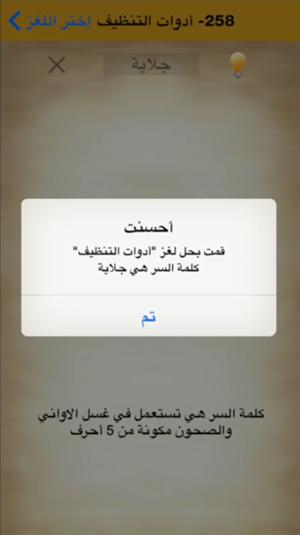 258- أدوات التنظيف إختر اللغز
جلاية
أحسنت
قمت بحل لغز "أدوات التنظيف"
كلمة السر هي جلاية
تم
كلمة السر هي تستعمل في غسل الاواني
والصحون مكونة من 5 أحرف